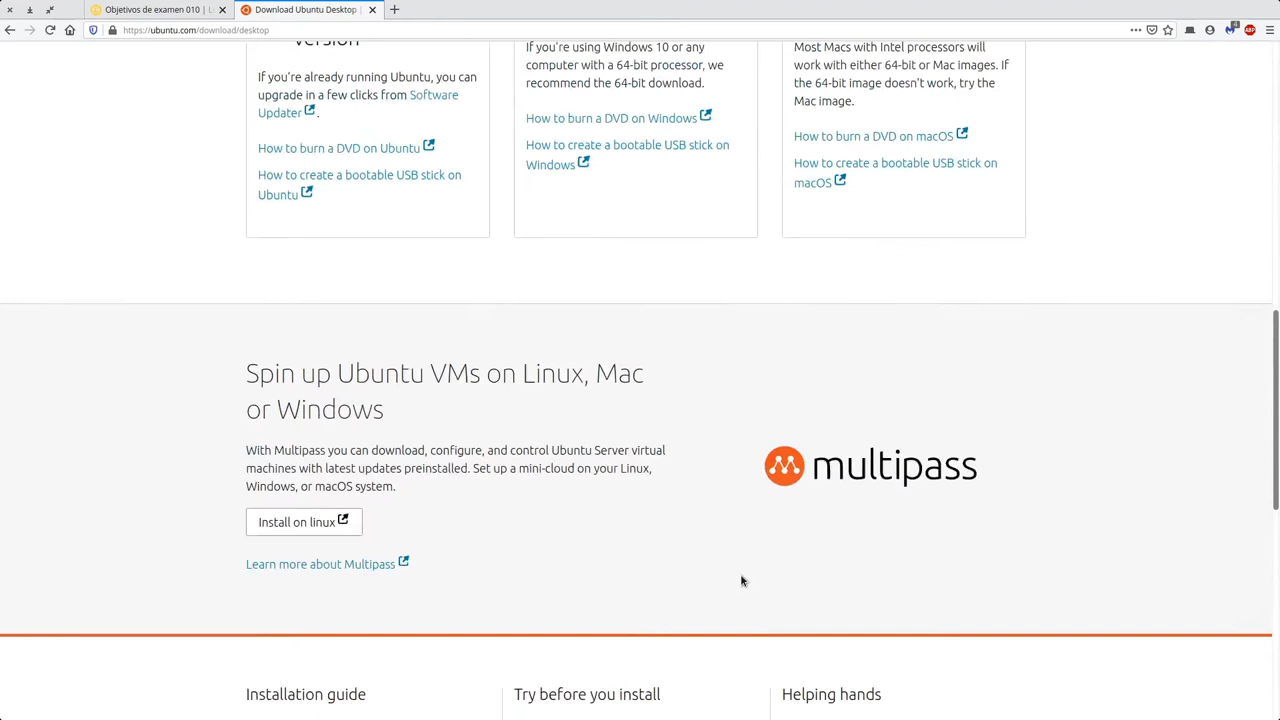 Objetivos de examen 010 | L
Download Ubuntu Desktop |
https://ubuntu.com/download/desktop
4
ABP
version
If you're already running Ubuntu, you can
upgrade in a few clicks from Software
Updater .
How to burn a DVD on Ubuntu
How to create a bootable USB stick on
Ubuntu
If you're using Windows 10 or any
computer with a 64-bit processor, we
recommend the 64-bit download.
How to burn a DVD on Windows
How to create a bootable USB stick on
Windows
Most Macs with Intel processors will
work with either 64-bit or Mac images. If
the 64-bit image doesn't work, try the
Mac image.
How to burn a DVD on macOS
How to create a bootable USB stick on
macOS
Spin up Ubuntu VMs on Linux, Mac
or Windows
With Multipass you can download, configure, and control Ubuntu Server virtual
machines with latest updates preinstalled. Set up a mini-cloud on your Linux,
Windows, or macOS system.
Install on linux
Learn more about Multipass
multipass
Installation guide
Try before you install
Helping hands